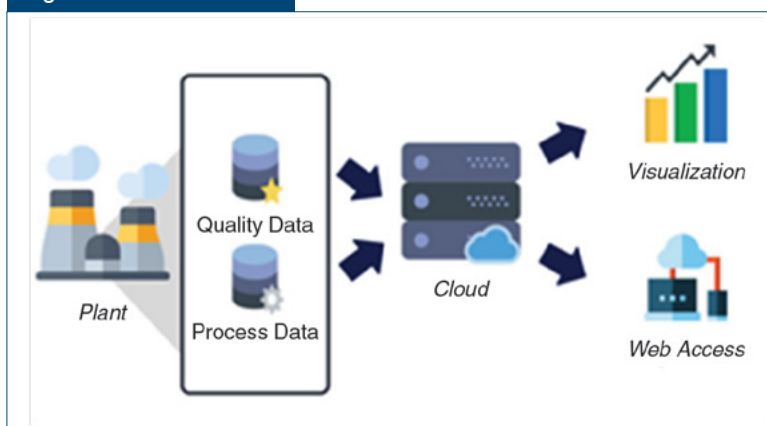 Visualization
Quality Data
Cloud
Plant
Process Data
Web Access